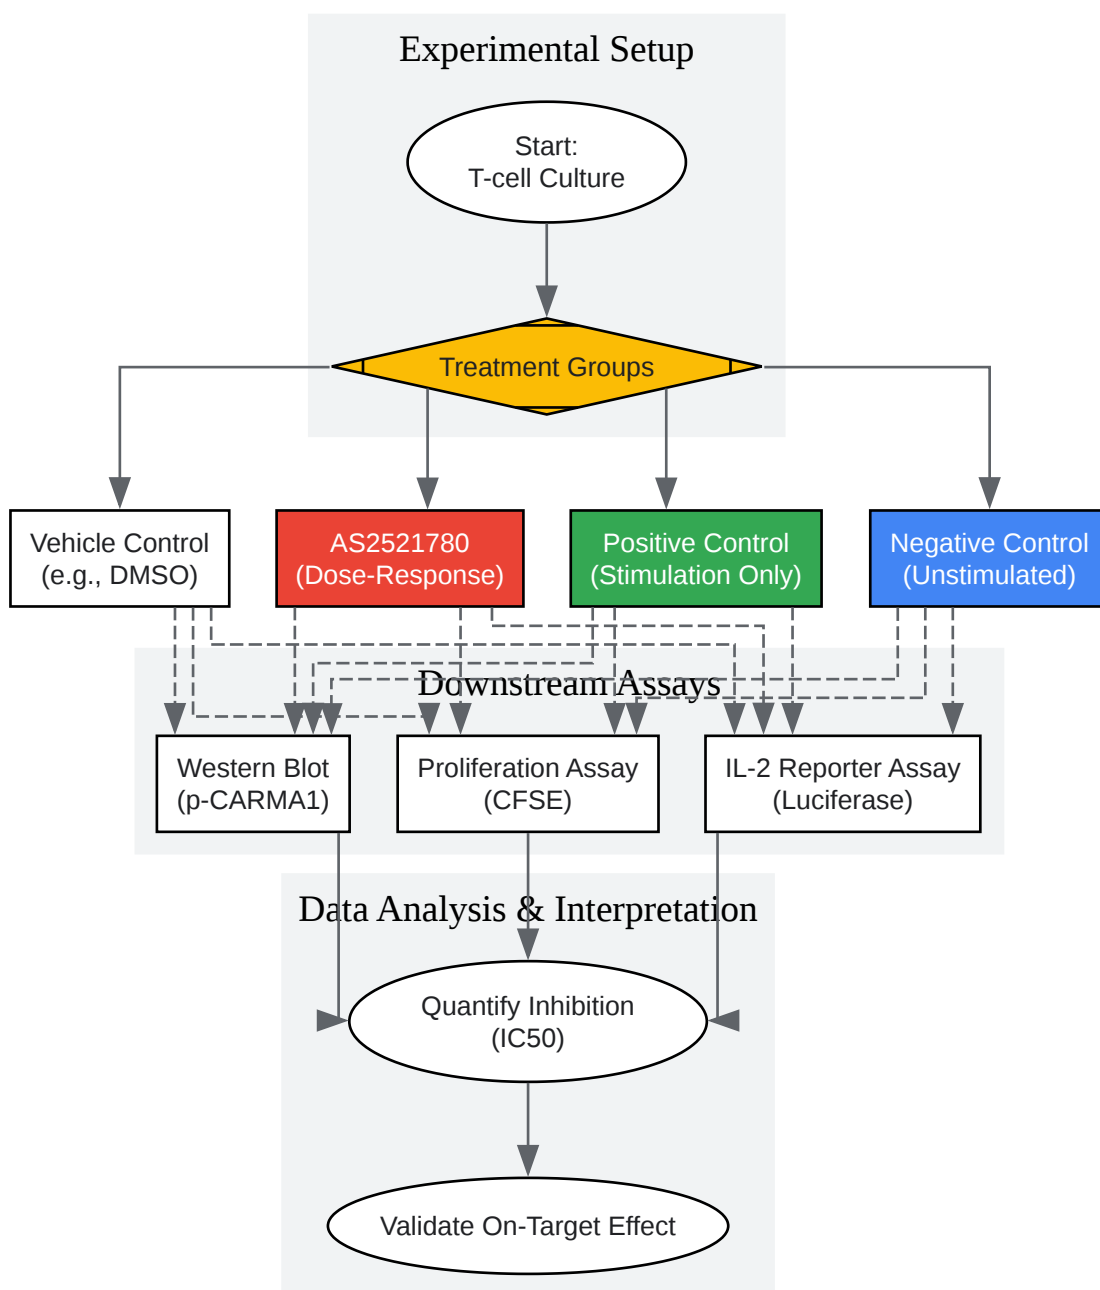 Experimental Setup
Start:
T-cell Culture
Treatment Groups
Vehicle Control
(e.g., DMSO)
AS2521780
(Dose-Response)
Positive Control
(Stimulation Only)
Negative Control
(Unstimulated)
Downstream Assays
Western Blot
(p-CARMA1)
Proliferation Assay
(CFSE)
IL-2 Reporter Assay
(Luciferase)
Data Analysis & Interpretation
Quantify Inhibition
(IC50)
Validate On-Target Effect